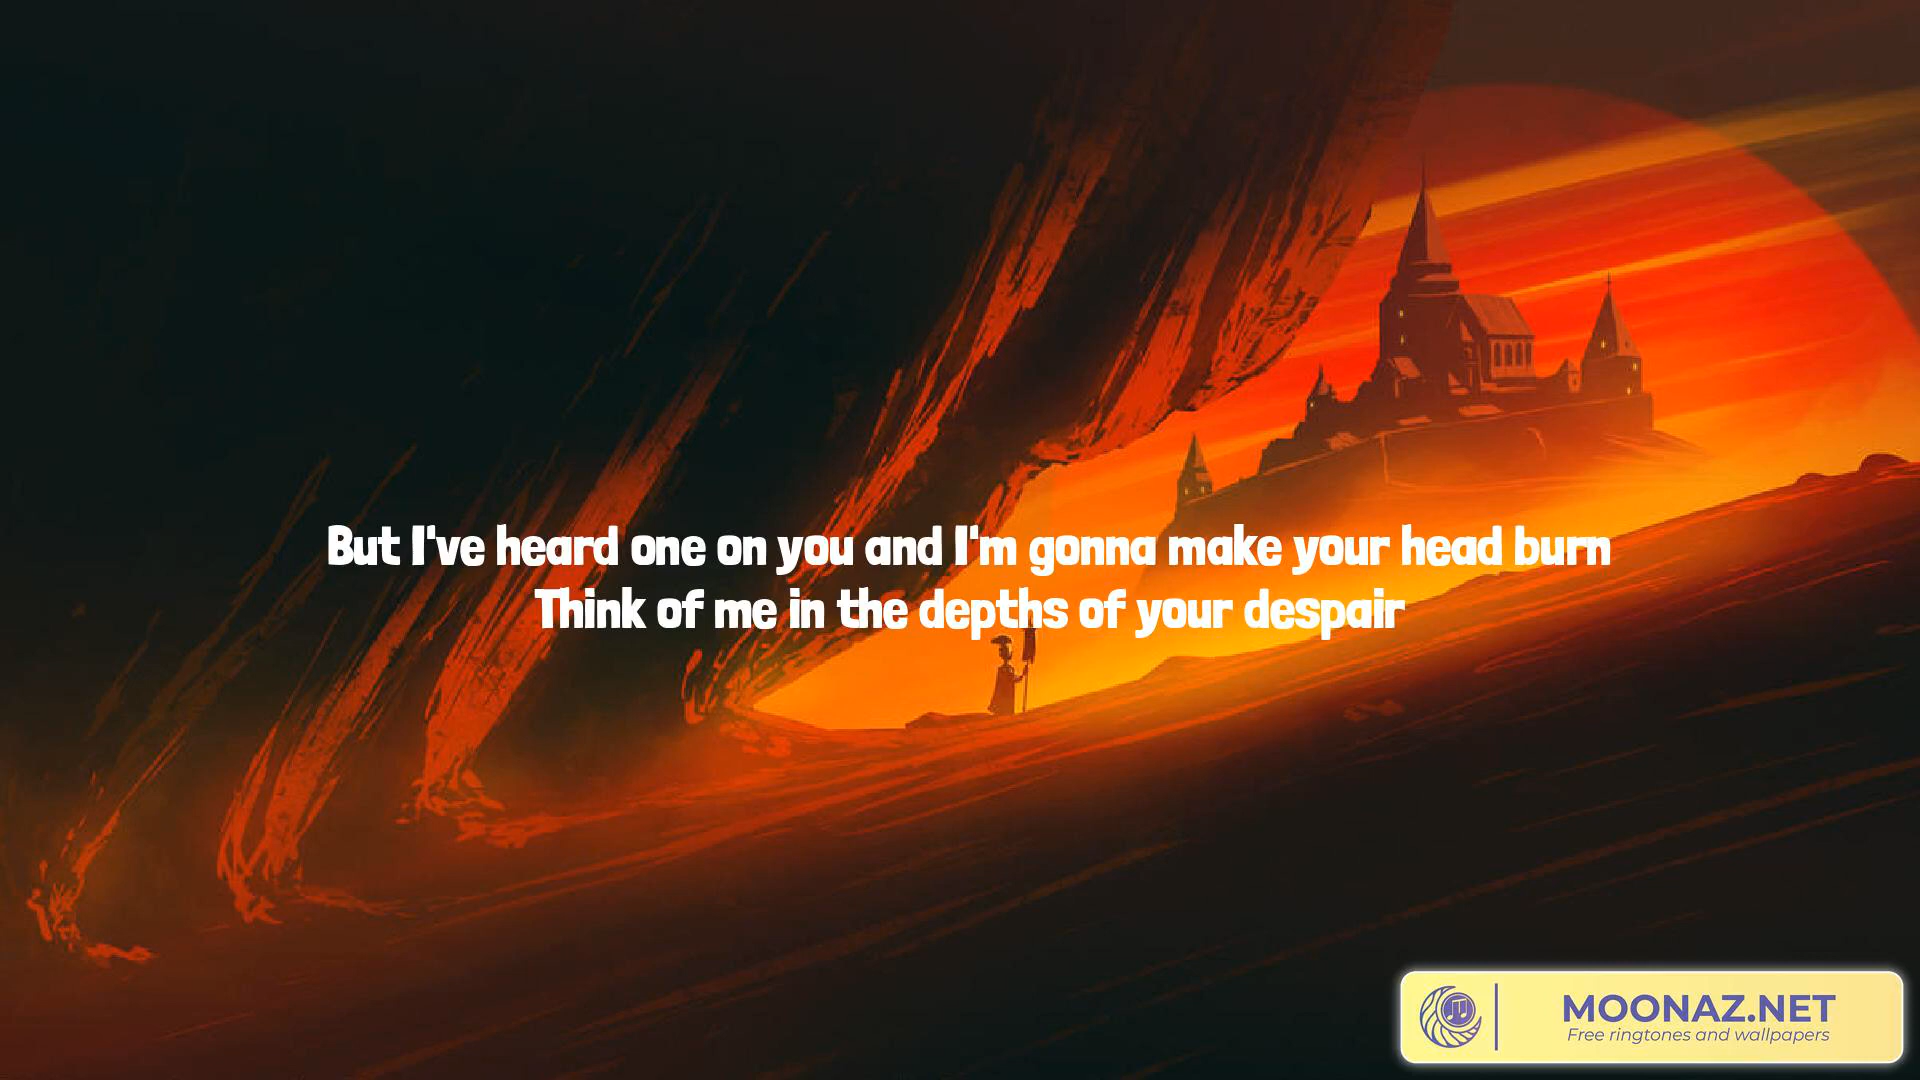 But I've heard one on you and I'm gonna make your head burn
Think of me in the depths of your despair
MOONAZ.NET
Free ringtones and wallpapers